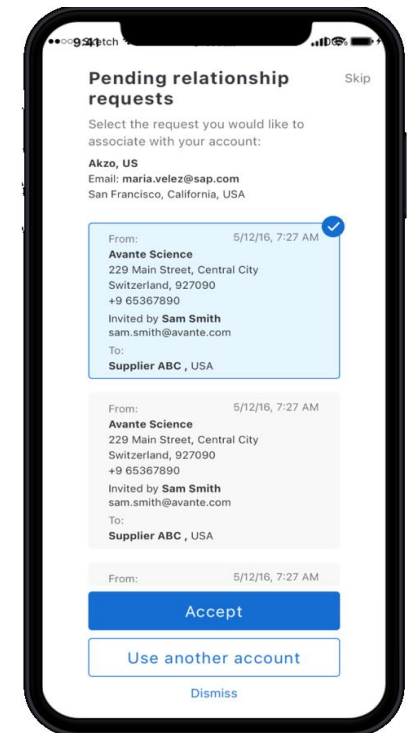 9:41
Pending relationship
requests
Skip
Select the request you would like to
associate with your account:
Akzo, US
Email: maria.velez@sap.com
San Francisco, California, USA
From: 5/12/16, 7:27 AM
Avante Science
229 Main Street, Central City
Switzerland, 927090
+9 65367890
Invited by Sam Smith
sam.smith@avante.com
To:
Supplier ABC , USA
From: 5/12/16, 7:27 AM
Avante Science
229 Main Street, Central City
Switzerland, 927090
+9 65367890
Invited by Sam Smith
sam.smith@avante.com
To:
Supplier ABC , USA
From: 5/12/16, 7:27 AM
Accept
Use another account
Dismiss